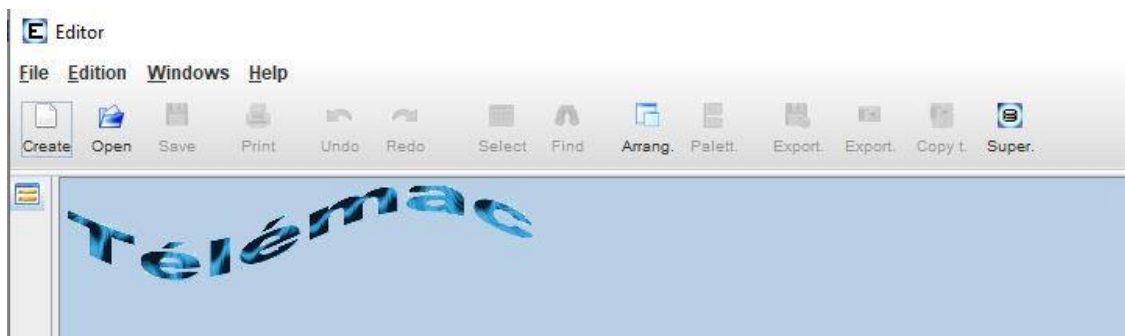 E Editor
File Edition Windows Help
Create Open Save Print Undo Redo Select Find Arrang. Palett. Export. Export. Copy t. Super.
Télémac